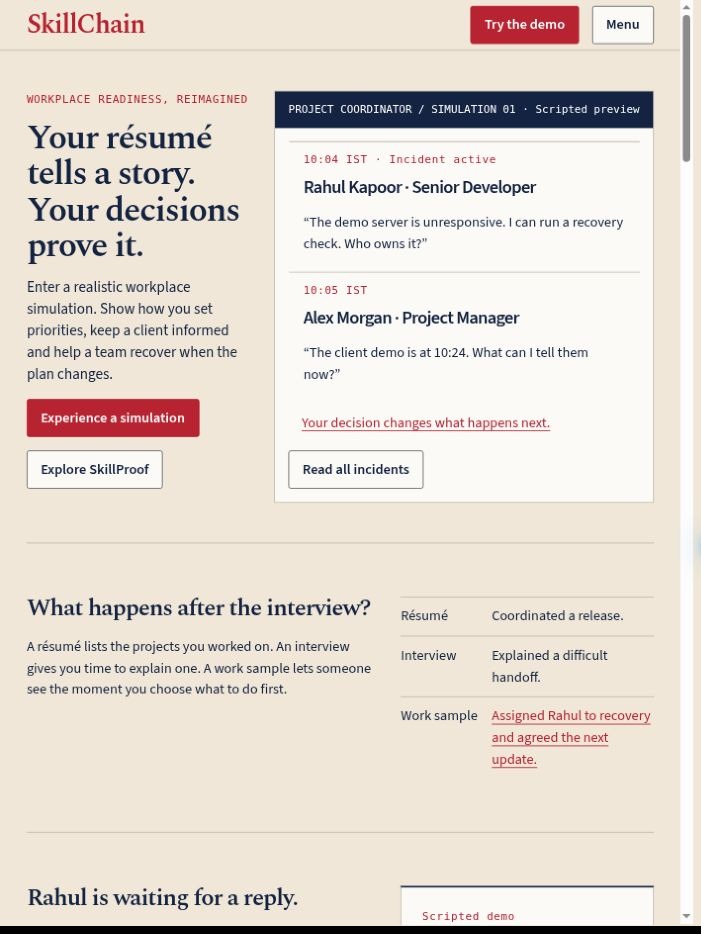 SkillChain
Try the demo
Menu
WORKPLACE READINESS, REIMAGINED
Your résumé
tells a story.
Your decisions
prove it.
Enter a realistic workplace
simulation. Show how you set
priorities, keep a client informed
and help a team recover when the
plan changes.
Experience a simulation
Explore SkillProof
PROJECT COORDINATOR / SIMULATION 01 · Scripted preview
10:04 IST · Incident active
Rahul Kapoor · Senior Developer
“The demo server is unresponsive. I can run a recovery
check. Who owns it?”
10:05 IST
Alex Morgan · Project Manager
“The client demo is at 10:24. What can I tell them
now?”
Your decision changes what happens next.
Read all incidents
What happens after the interview?
A résumé lists the projects you worked on. An interview
gives you time to explain one. A work sample lets someone
see the moment you choose what to do first.
Résumé Coordinated a release.
Interview Explained a difficult
handoff.
Work sample Assigned Rahul to recovery
and agreed the next
update.
Rahul is waiting for a reply.
Scripted demo